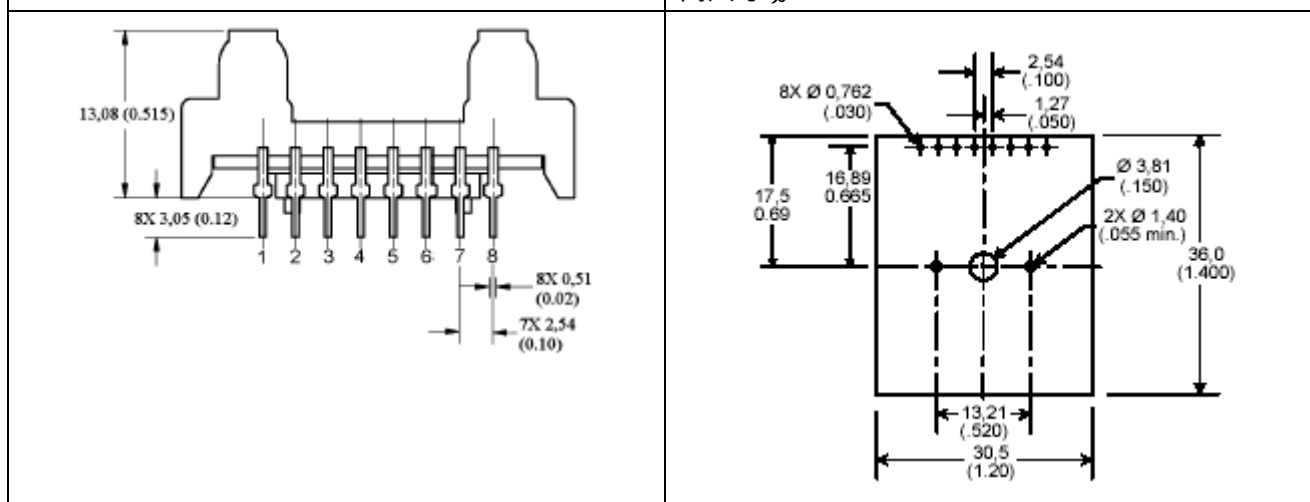 13,08 (0.515)
8X 3,05 (0.12)
1 2 3 4 5 6 7 8
8X 0,51
(0.02)
7X 2,54
(0.10)
2,54
(.100)
8X Ø 0,762
(.030)
1,27
(.050)
17,5
0.69
16,89
0.665
Ø 3,81
(.150)
2X Ø 1,40
(.055 min.)
36,0
(1.400)
13,21
(.520)
30,5
(1.20)